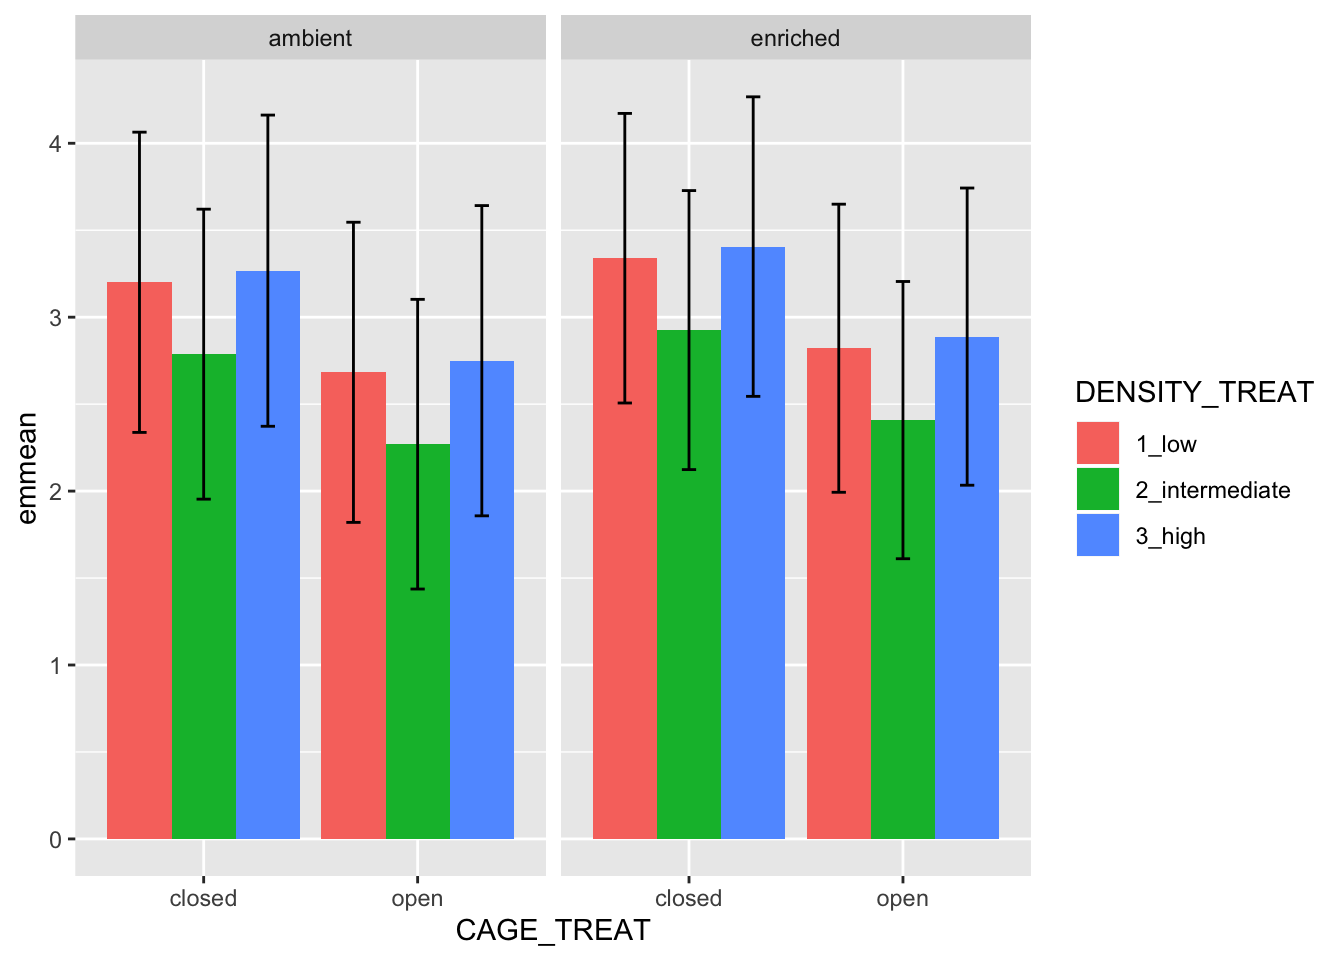 ambient
enriched
4
3
2
1
0
emmean
closed
open
closed
open
CAGE_TREAT
DENSITY_TREAT
1_low
2_intermediate
3_high